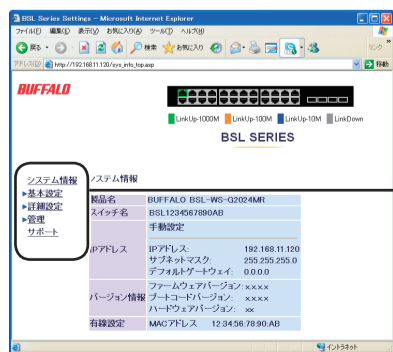 BSL Series Settings - Microsoft Internet Explorer
ファイル(F) 編集(E) 表示(V) お気に入り(A) ツール(T) ヘルプ(H)
戻る 検索 お気に入り リンク
アドレス(D) http://192.168.11.120/sys_info_top.asp 移動
BUFFALO
LinkUp-1000M LinkUp-100M LinkUp-10M LinkDown
BSL SERIES
システム情報
▶基本設定
▶詳細設定
▶管理
サポート
システム情報
製品名 BUFFALO BSL-WS-G2024MR
スイッチ名 BSL1234567890AB
IPアドレス 手動設定
IPアドレス: 192.168.11.120
サブネットマスク: 255.255.255.0
デフォルトゲートウェイ: 0.0.0.0
バージョン情報 ファームウェアバージョン: x.x.x.x
ブートコードバージョン: x.x.x.x
ハードウェアバージョン: xx
有線設定 MACアドレス 12:34:56:78:90:AB
イントラネット